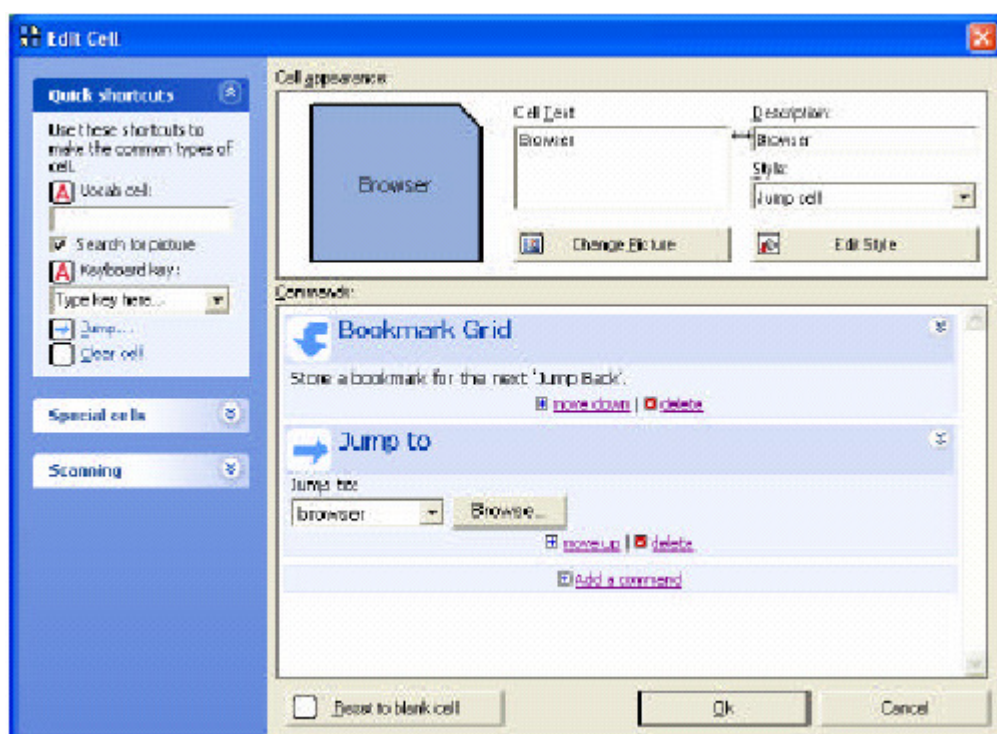 Edit Cell
Quick shortcuts
Use these shortcuts to
make the common types of
cell.
Vocab cell:
Search for picture
Keyboard key:
Type key here...
Jump...
Clear cell
Special cells
Scanning
Cell appearance:
Browser
Cell Text
Browser
Change Picture
Description:
Browser
Style:
Jump cell
Edit Style
Commands:
Bookmark Grid
Store a bookmark for the next 'Jump Back'.
move down | delete
Jump to
Jump to:
browser
Browse...
move up | delete
Add a command
Reset to blank cell
Ok
Cancel